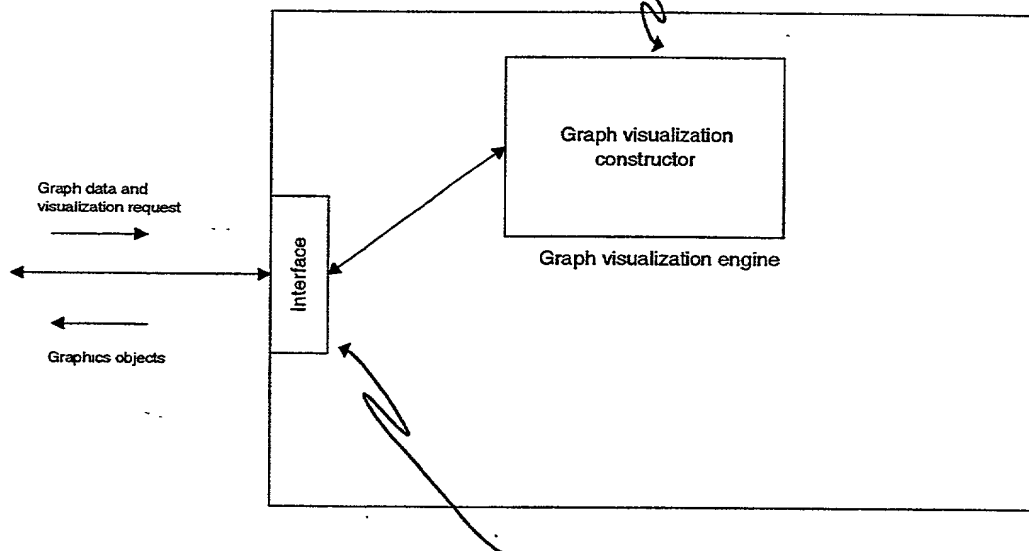 Graph visualization
constructor
Graph data and
visualization request
Interface
Graph visualization engine
Graphics objects